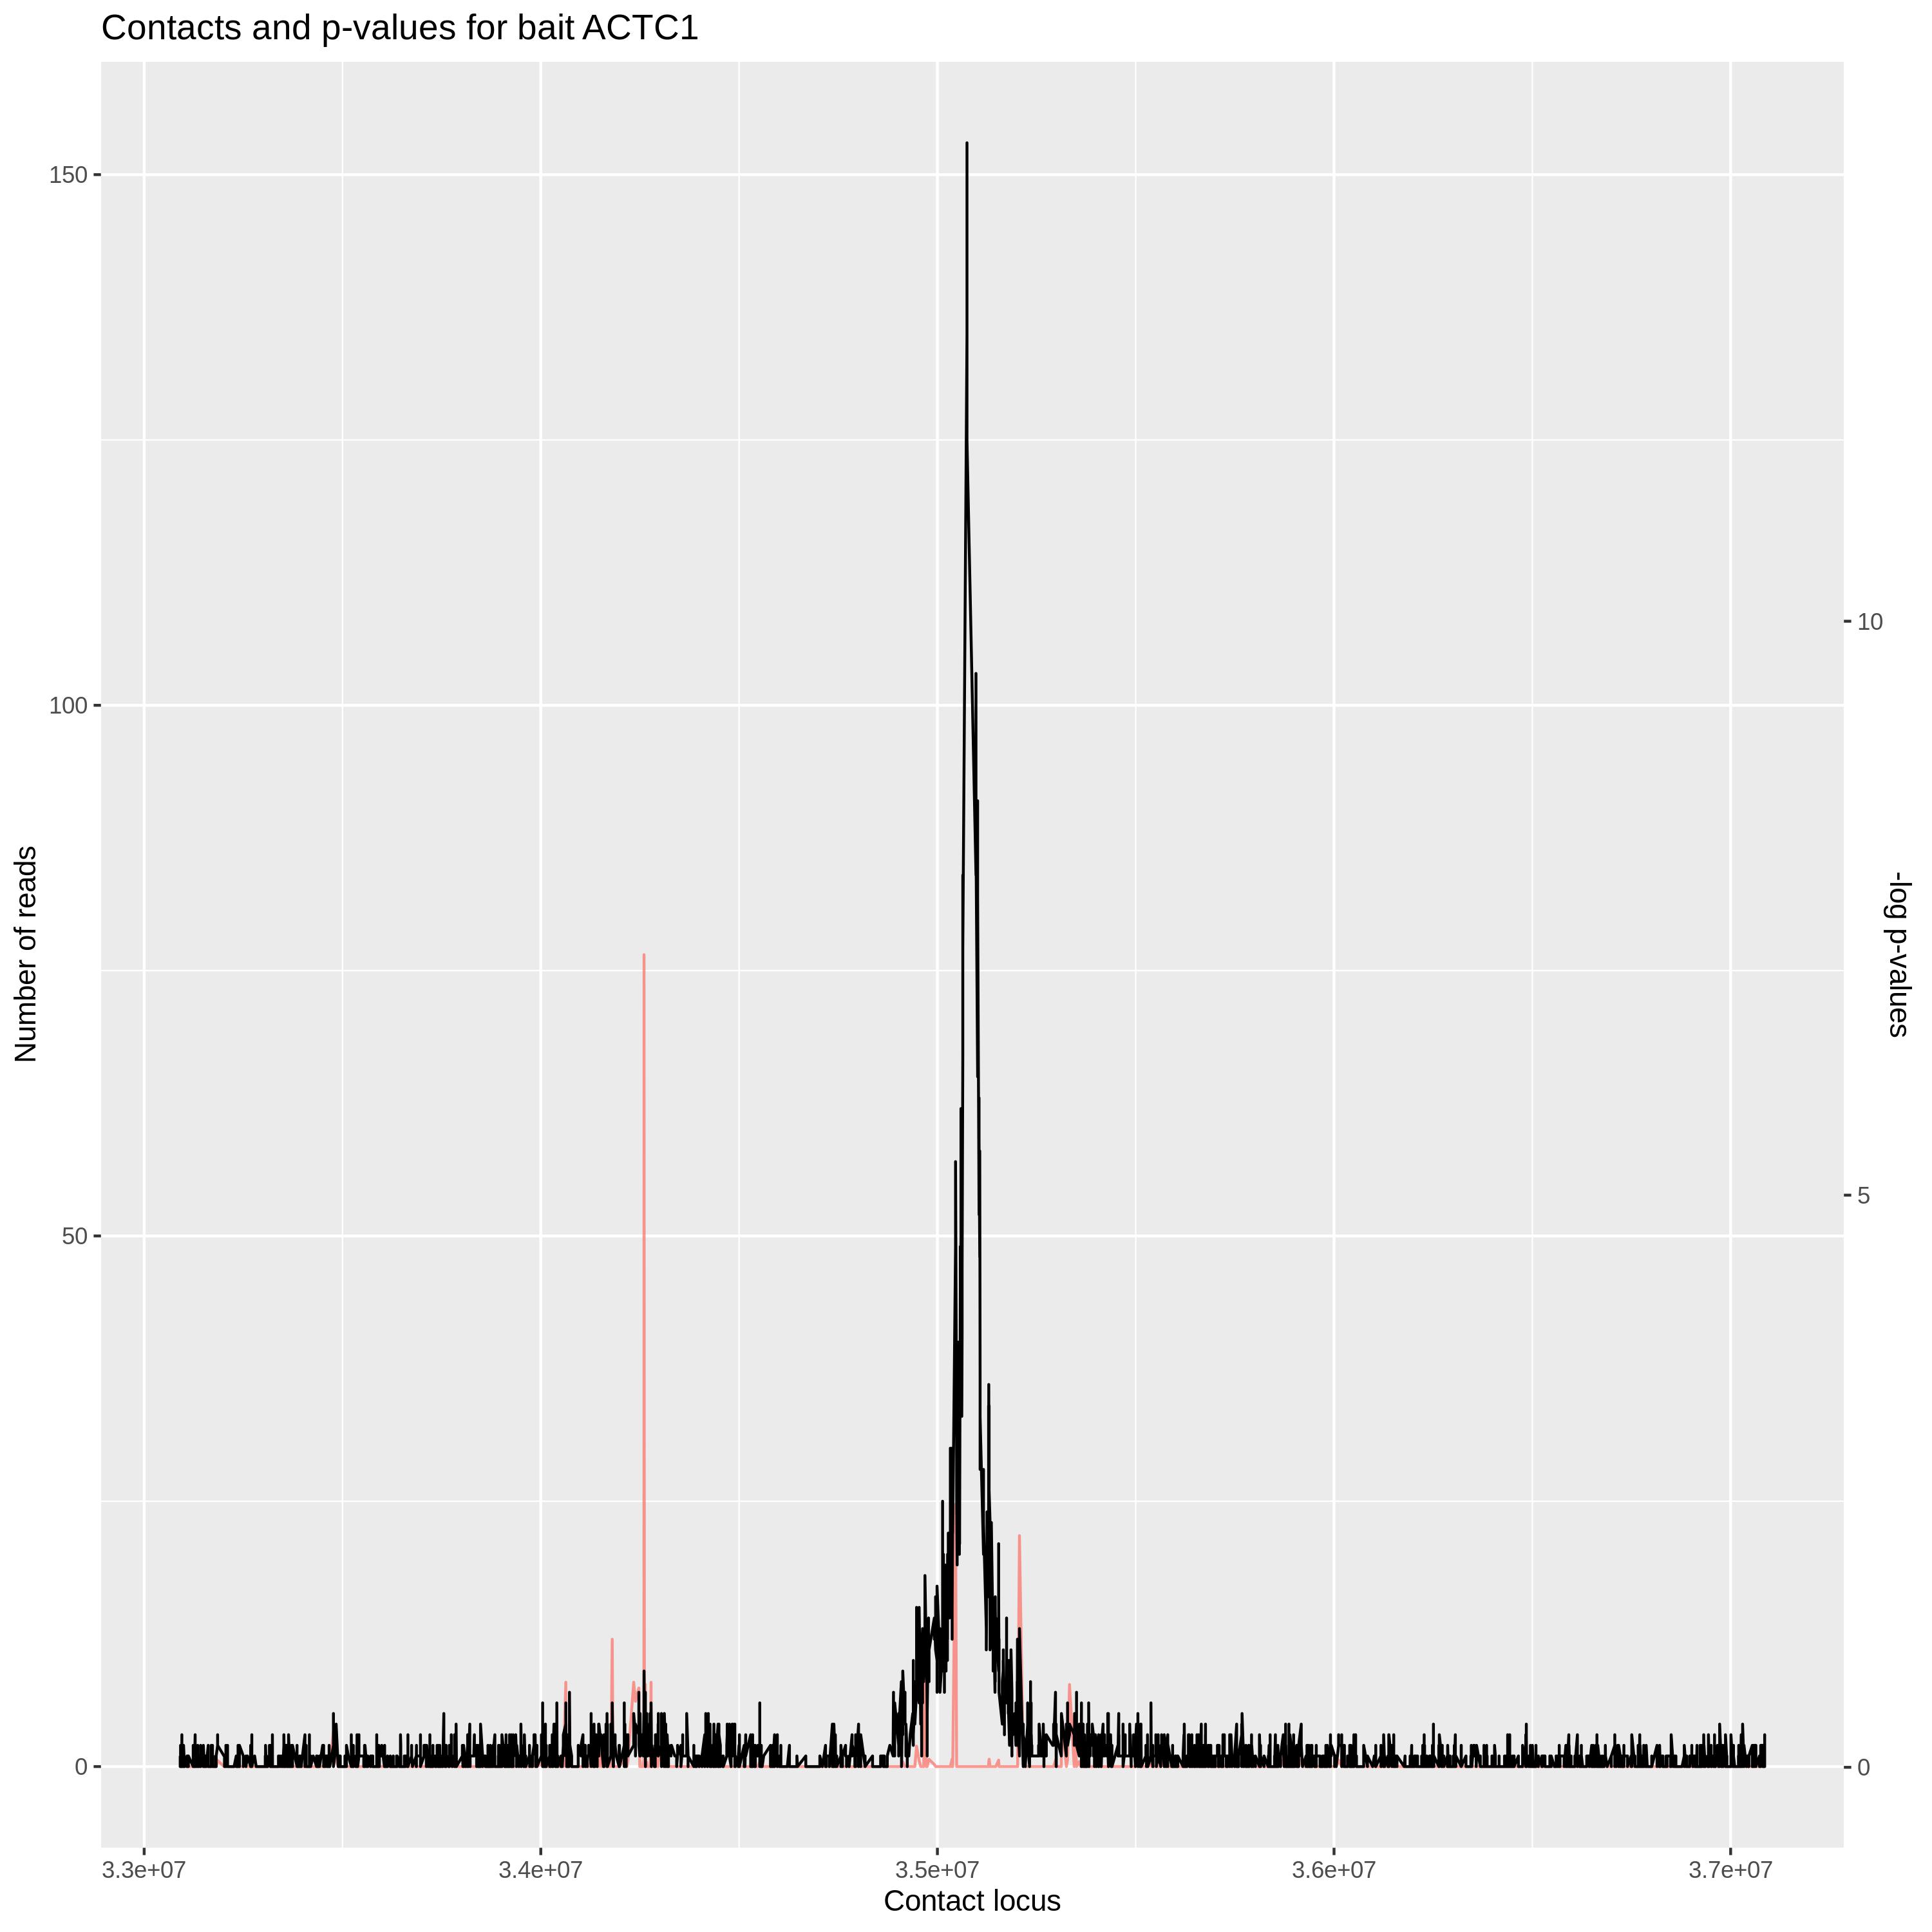 Contacts and p-values for bait ACTC1
150
100
50
0
Number of reads
10
5
0
-log p-values
3.3e+07 3.4e+07 3.5e+07 3.6e+07 3.7e+07
Contact locus